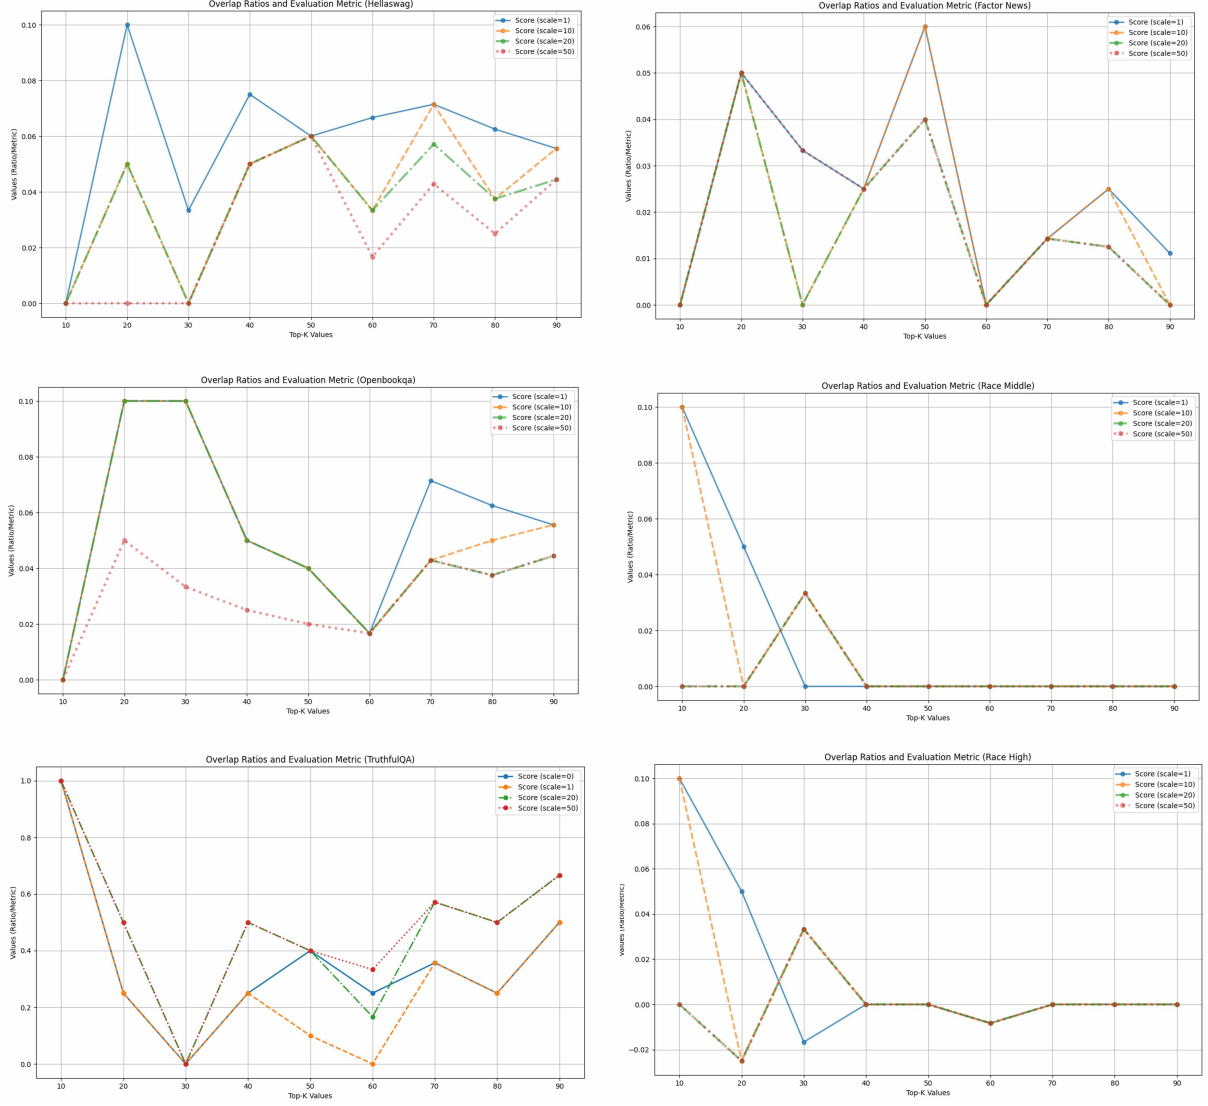 Overlap Ratios and Evaluation Metric (Hellaswag)
Score (scale=1)
Score (scale=10)
Score (scale=20)
Score (scale=50)
0.10
0.08
0.06
0.04
0.02
0.00
Values (Ratio/Metric)
10 20 30 40 50 60 70 80 90
Top-K Values
Overlap Ratios and Evaluation Metric (Factor News)
Score (scale=1)
Score (scale=10)
Score (scale=20)
Score (scale=50)
0.06
0.05
0.04
0.03
0.02
0.01
0.00
Values (Ratio/Metric)
10 20 30 40 50 60 70 80 90
Top-K Values
Overlap Ratios and Evaluation Metric (Openbookqa)
Score (scale=1)
Score (scale=10)
Score (scale=20)
Score (scale=50)
0.10
0.08
0.06
0.04
0.02
0.00
Values (Ratio/Metric)
10 20 30 40 50 60 70 80 90
Top-K Values
Overlap Ratios and Evaluation Metric (Race Middle)
Score (scale=1)
Score (scale=10)
Score (scale=20)
Score (scale=50)
0.10
0.08
0.06
0.04
0.02
0.00
Values (Ratio/Metric)
10 20 30 40 50 60 70 80 90
Top-K Values
Overlap Ratios and Evaluation Metric (TruthfulQA)
Score (scale=0)
Score (scale=1)
Score (scale=20)
Score (scale=50)
1.0
0.8
0.6
0.4
0.2
0.0
Values (Ratio/Metric)
10 20 30 40 50 60 70 80 90
Top-K Values
Overlap Ratios and Evaluation Metric (Race High)
Score (scale=1)
Score (scale=10)
Score (scale=20)
Score (scale=50)
0.10
0.08
0.06
0.04
0.02
0.00
−0.02
Values (Ratio/Metric)
10 20 30 40 50 60 70 80 90
Top-K Values